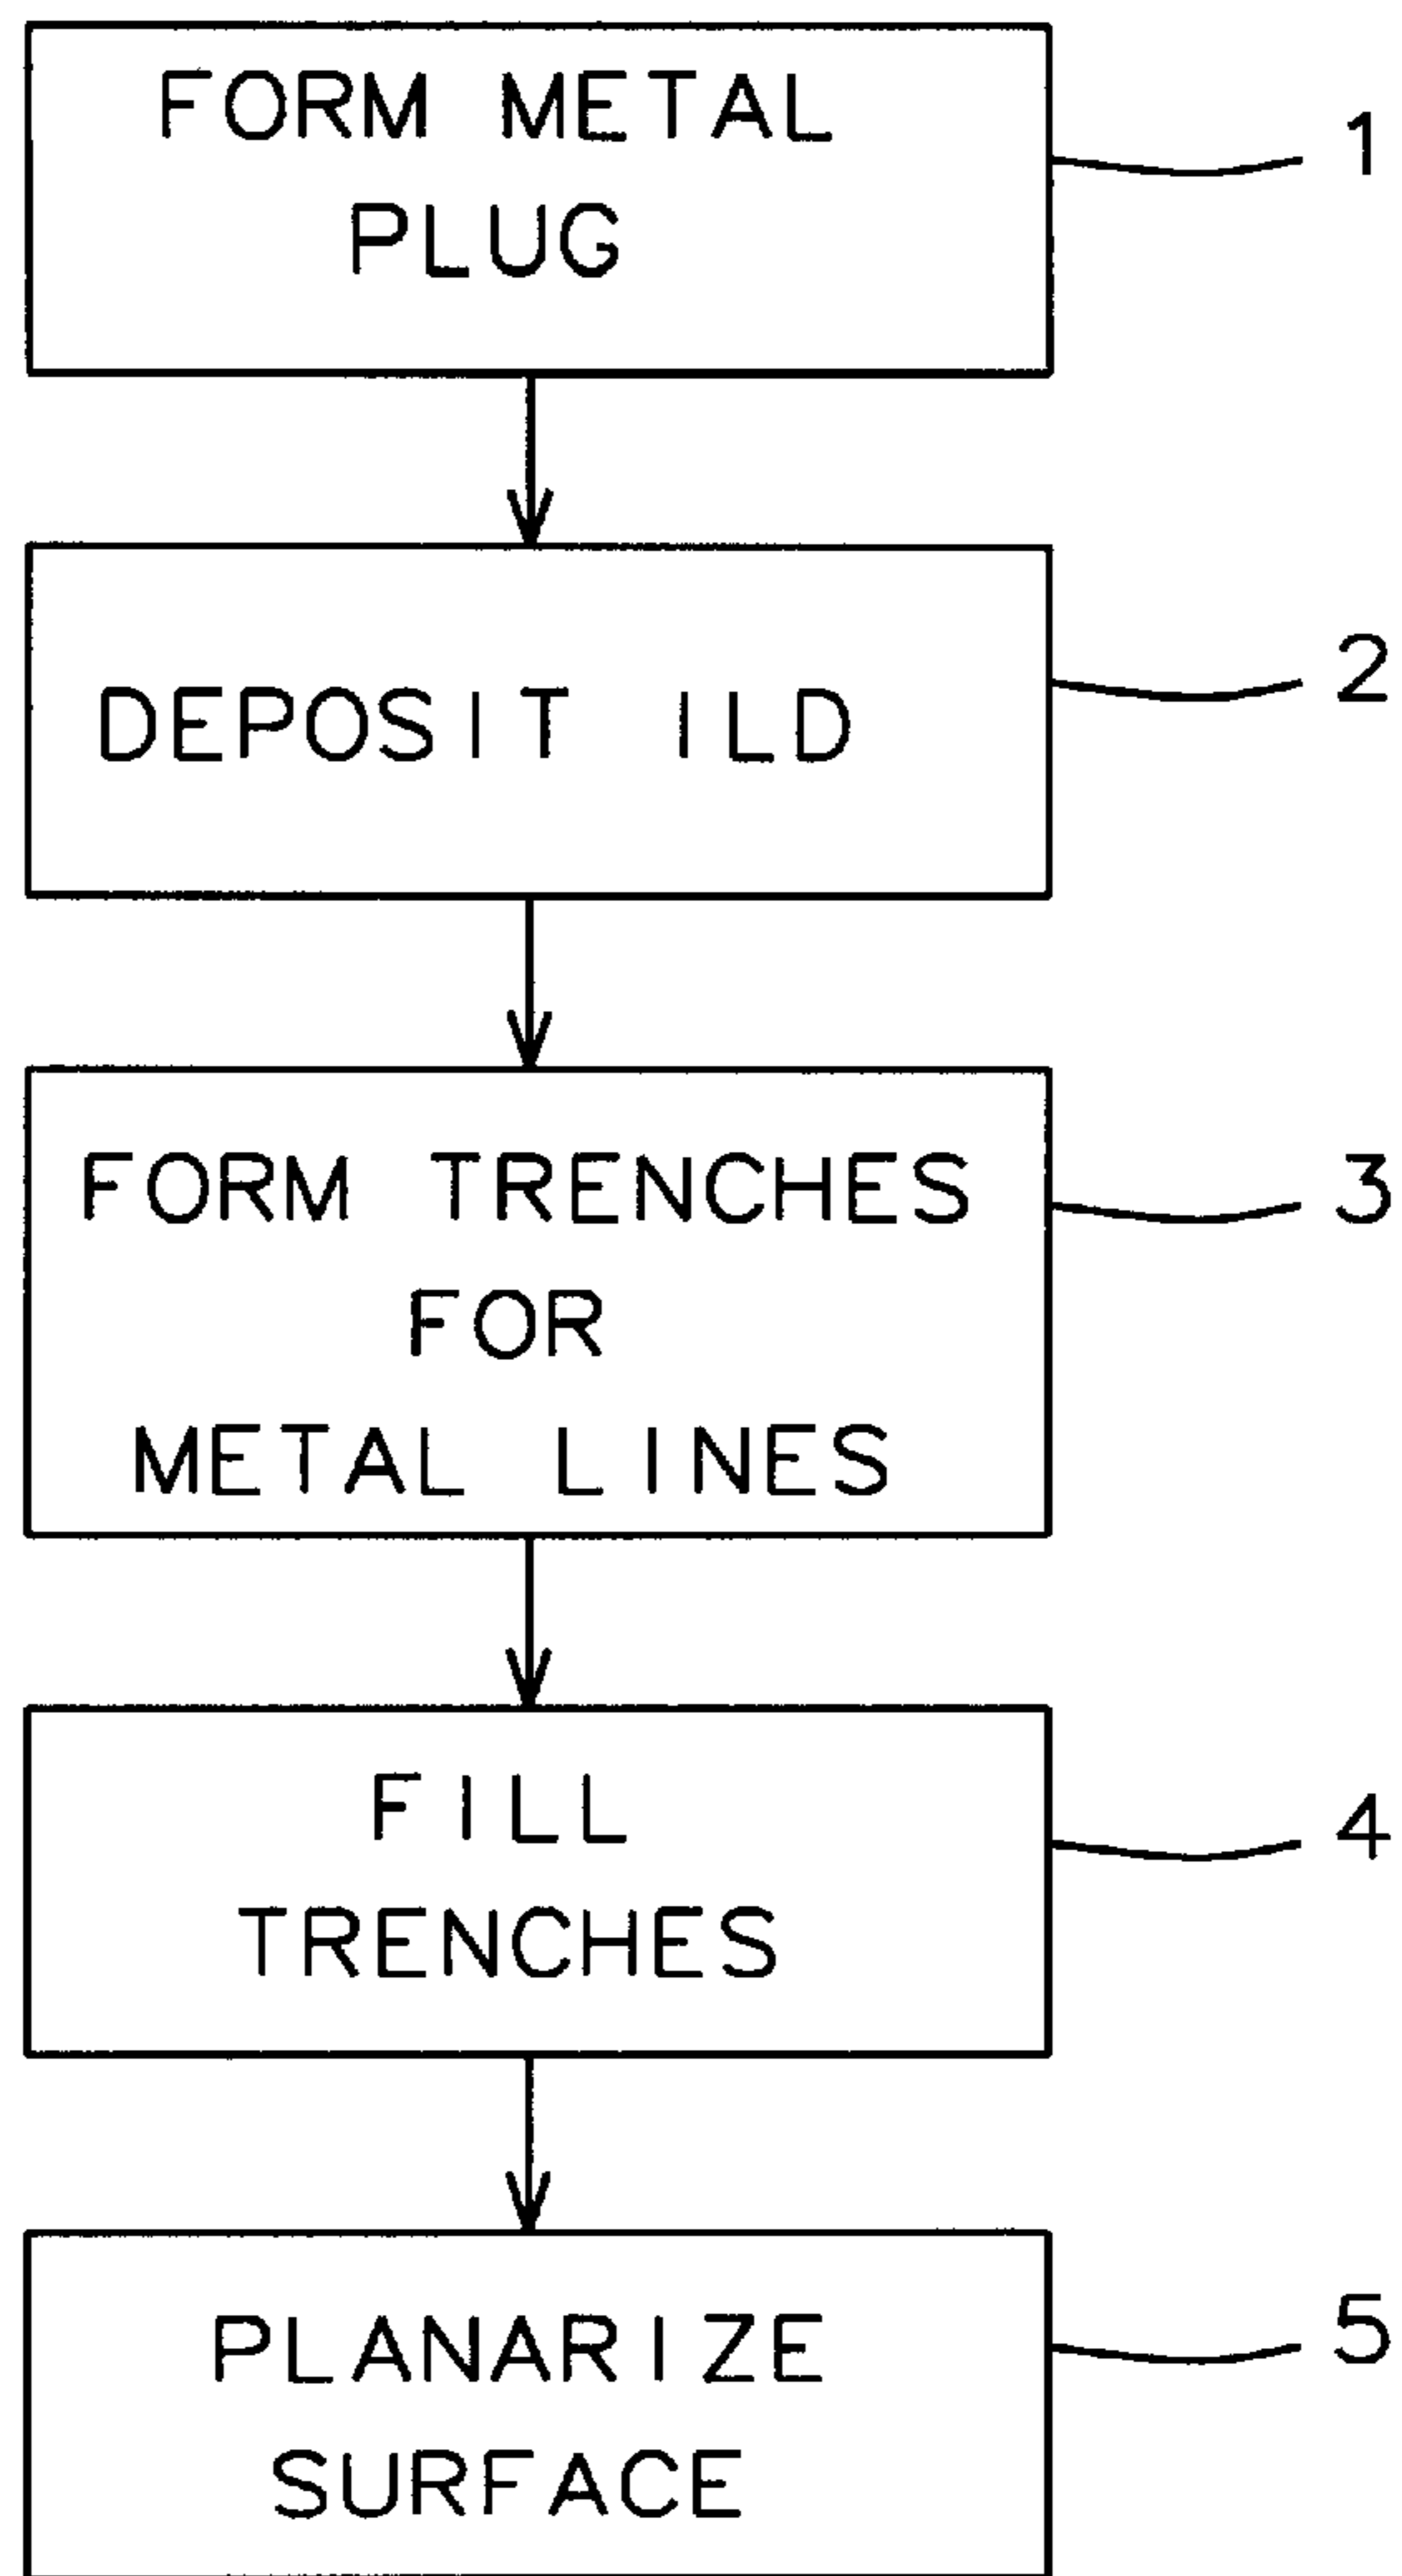 FORM METAL
PLUG
1
DEPOSIT ILD
2
FORM TRENCHES
FOR
METAL LINES
3
FILL
TRENCHES
4
PLANARIZE
SURFACE
5